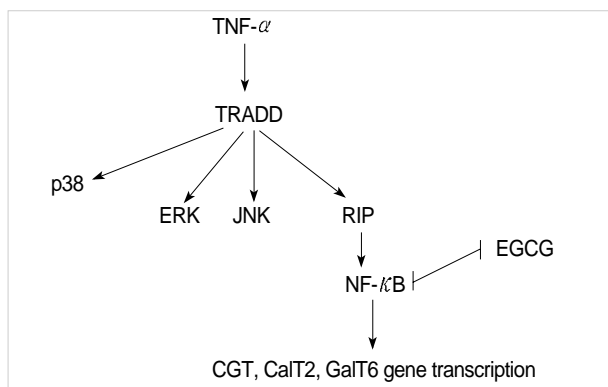 TNF-α
TRADD
p38
ERK JNK RIP
EGCG
NF-κB
CGT, CalT2, GalT6 gene transcription